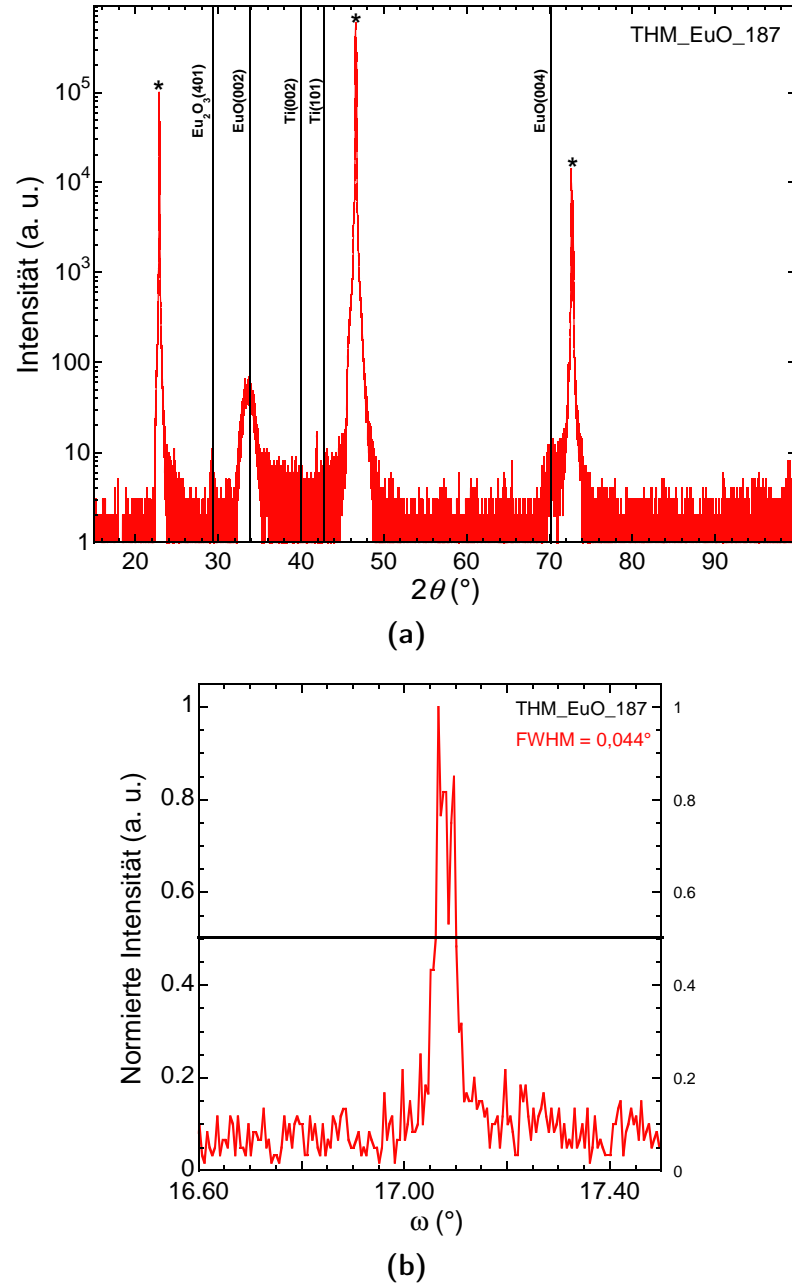 THM_EuO_187
*
*
*
Eu2O3(401)
EuO(002)
Ti(002)
Ti(101)
EuO(004)
Intensität (a. u.)
10^5
10^4
10^3
100
10
1
20 30 40 50 60 70 80 90
2θ (°)
(a)
THM_EuO_187
FWHM = 0,044°
Normierte Intensität (a. u.)
1 1
0.8 0.8
0.6 0.6
0.4 0.4
0.2 0.2
0 0
16.60 17.00 17.40
ω (°)
(b)